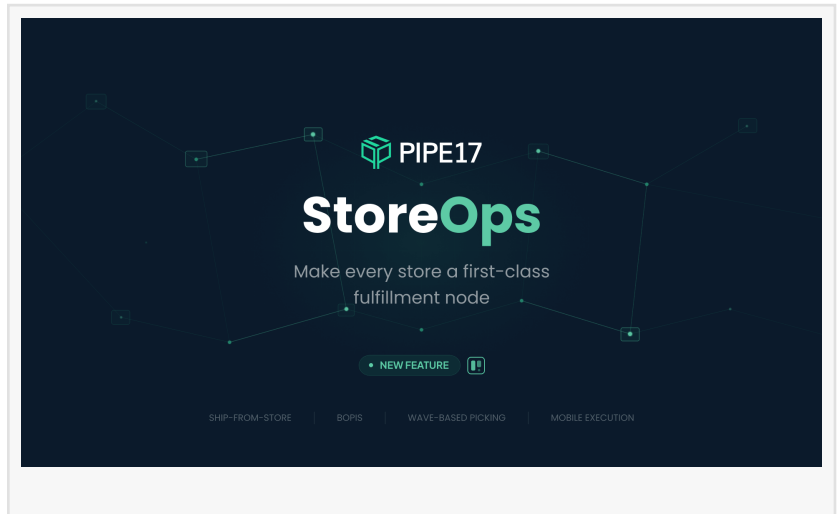 PIPE17
StoreOps
Make every store a first-class
fulfillment node
NEW FEATURE
SHIP-FROM-STORE
BOPIS
WAVE-BASED PICKING
MOBILE EXECUTION